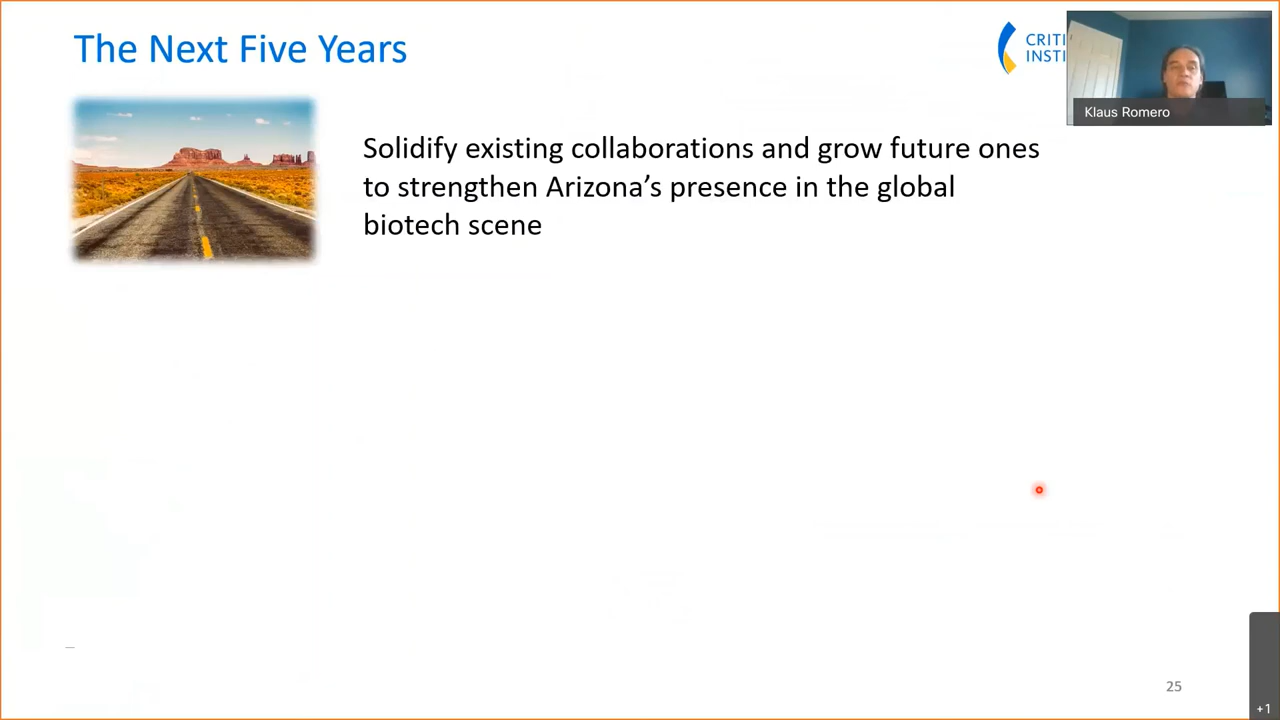 The Next Five Years
CRITI
INSTI
Klaus Romero
Solidify existing collaborations and grow future ones
to strengthen Arizona’s presence in the global
biotech scene
25
+1